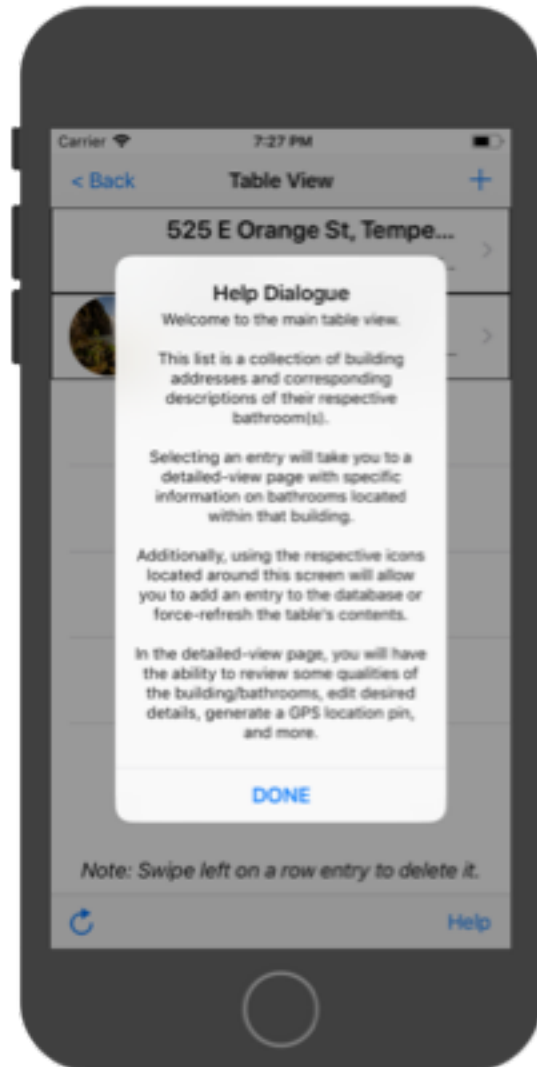 Carrier
7:27 PM
< Back
Table View
+
525 E Orange St, Tempe...
Help Dialogue
Welcome to the main table view.
This list is a collection of building
addresses and corresponding
descriptions of their respective
bathroom(s).
Selecting an entry will take you to a
detailed-view page with specific
information on bathrooms located
within that building.
Additionally, using the respective icons
located around this screen will allow
you to add an entry to the database or
force-refresh the table's contents.
In the detailed-view page, you will have
the ability to review some qualities of
the building/bathrooms, edit desired
details, generate a GPS location pin,
and more.
DONE
Note: Swipe left on a row entry to delete it.
Help